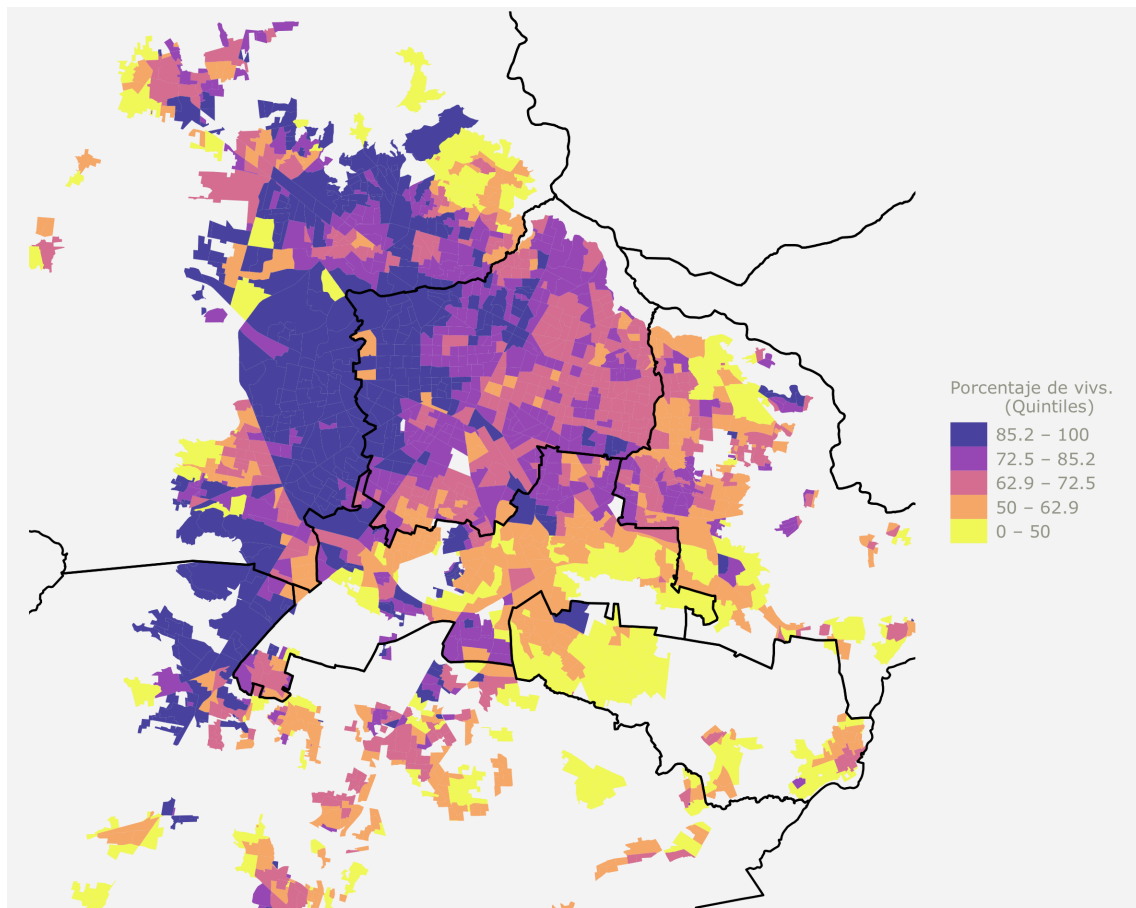 Porcentaje de vivs.
(Quintiles)
85.2 – 100
72.5 – 85.2
62.9 – 72.5
50 – 62.9
0 – 50